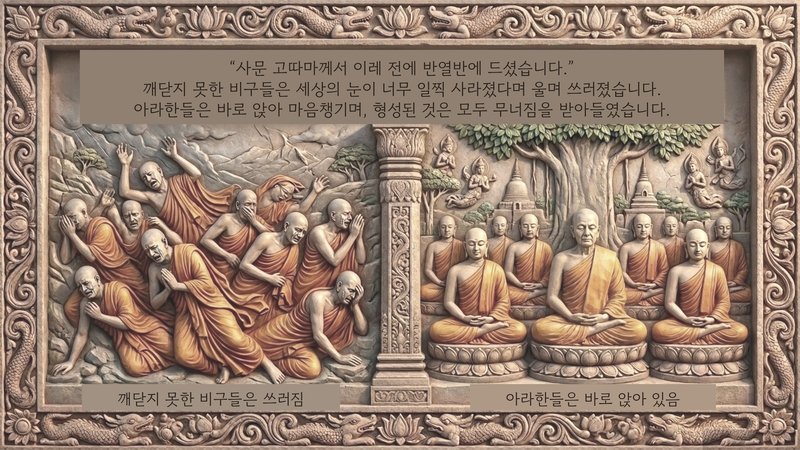 “사문 고따마께서 이레 전에 반열반에 드셨습니다.”
깨닫지 못한 비구들은 세상의 눈이 너무 일찍 사라졌다며 울며 쓰러졌습니다.
아라한들은 바로 앉아 마음챙기며, 형성된 것은 모두 무너짐을 받아들였습니다.
깨닫지 못한 비구들은 쓰러짐
아라한들은 바로 앉아 있음